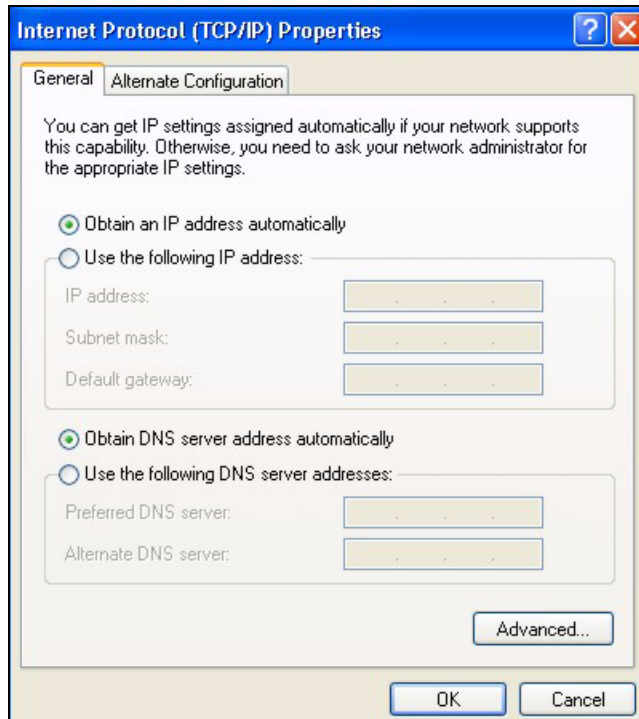 Internet Protocol (TCP/IP) Properties
General
Alternate Configuration
You can get IP settings assigned automatically if your network supports
this capability. Otherwise, you need to ask your network administrator for
the appropriate IP settings.
Obtain an IP address automatically
Use the following IP address:
IP address:
Subnet mask:
Default gateway:
Obtain DNS server address automatically
Use the following DNS server addresses:
Preferred DNS server:
Alternate DNS server:
Advanced...
OK
Cancel